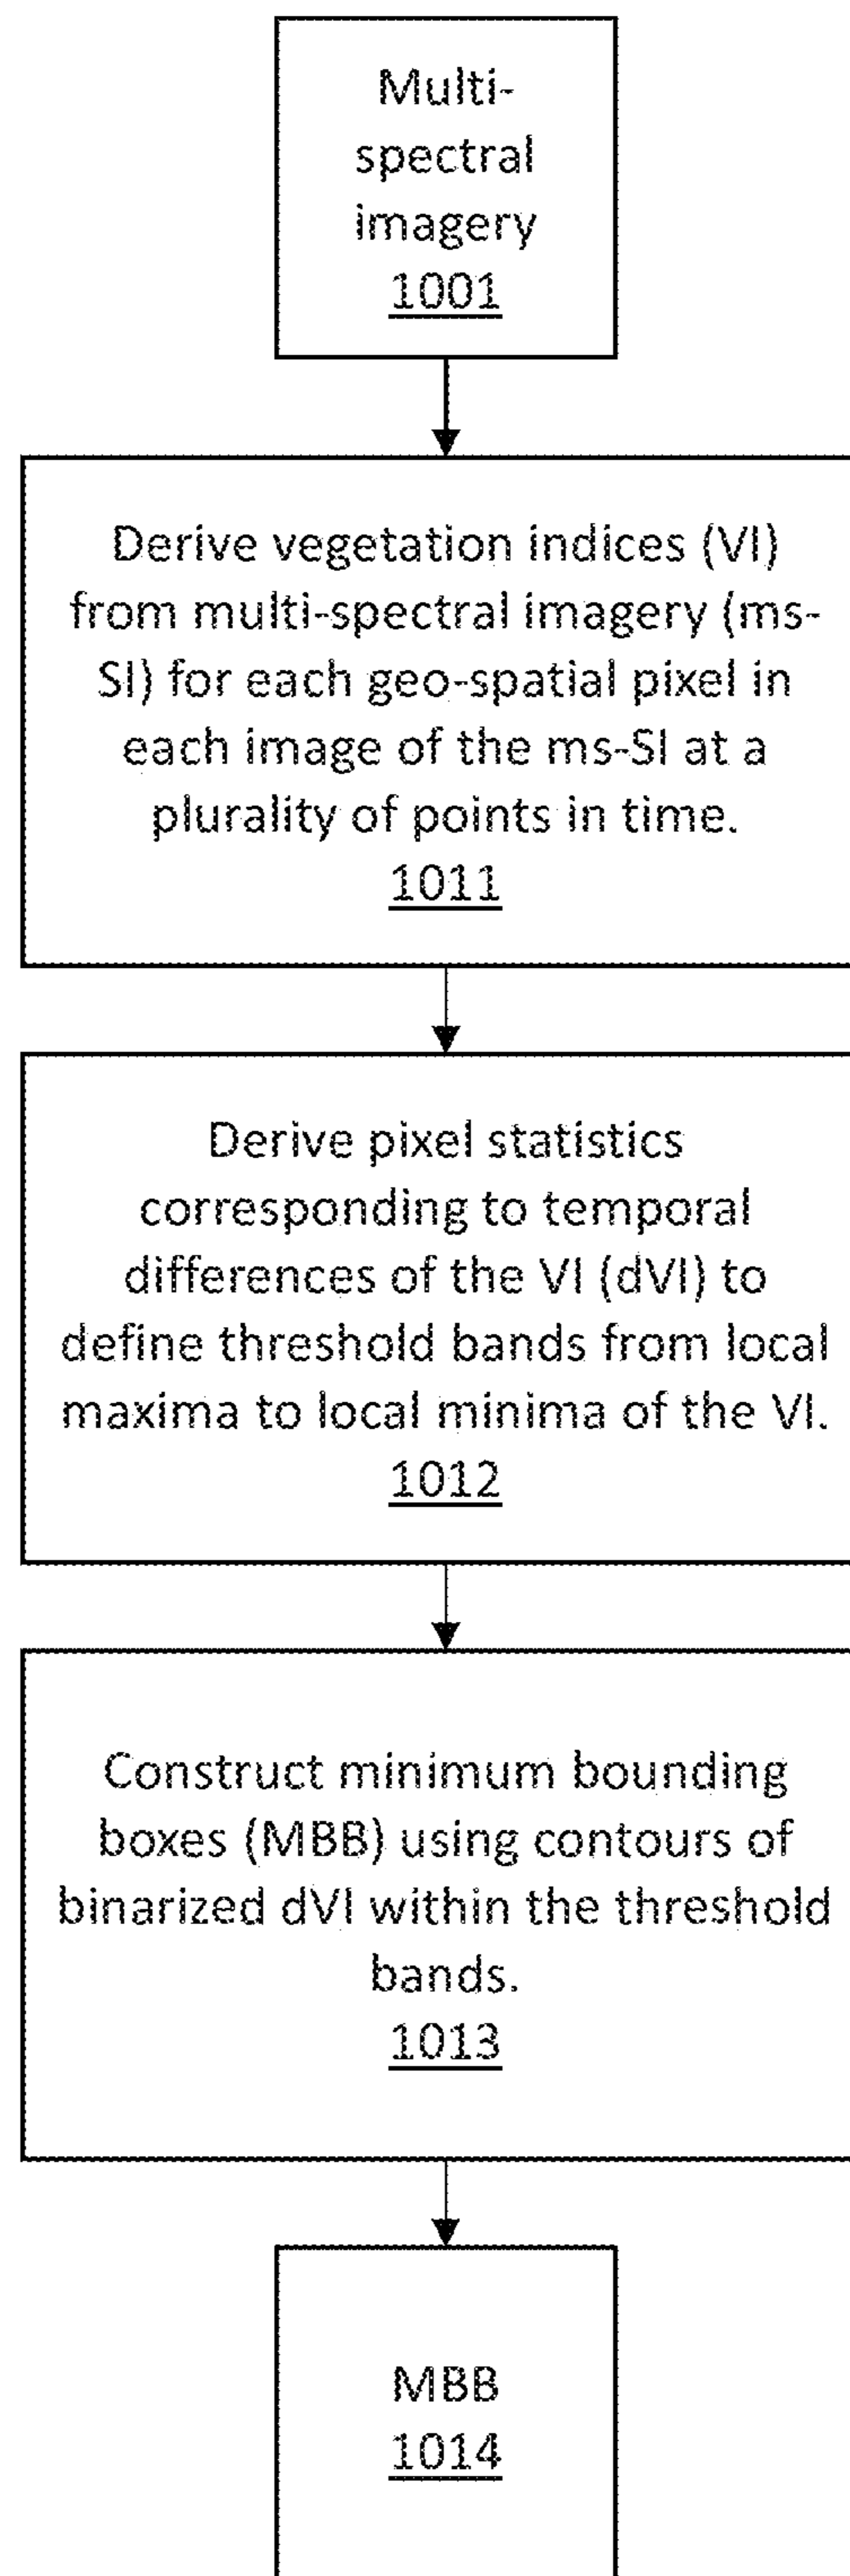 Multi-
spectral
imagery
1001
Derive vegetation indices (VI)
from multi-spectral imagery (ms-
SI) for each geo-spatial pixel in
each image of the ms-SI at a
plurality of points in time.
1011
Derive pixel statistics
corresponding to temporal
differences of the VI (dVI) to
define threshold bands from local
maxima to local minima of the VI.
1012
Construct minimum bounding
boxes (MBB) using contours of
binarized dVI within the threshold
bands.
1013
MBB
1014